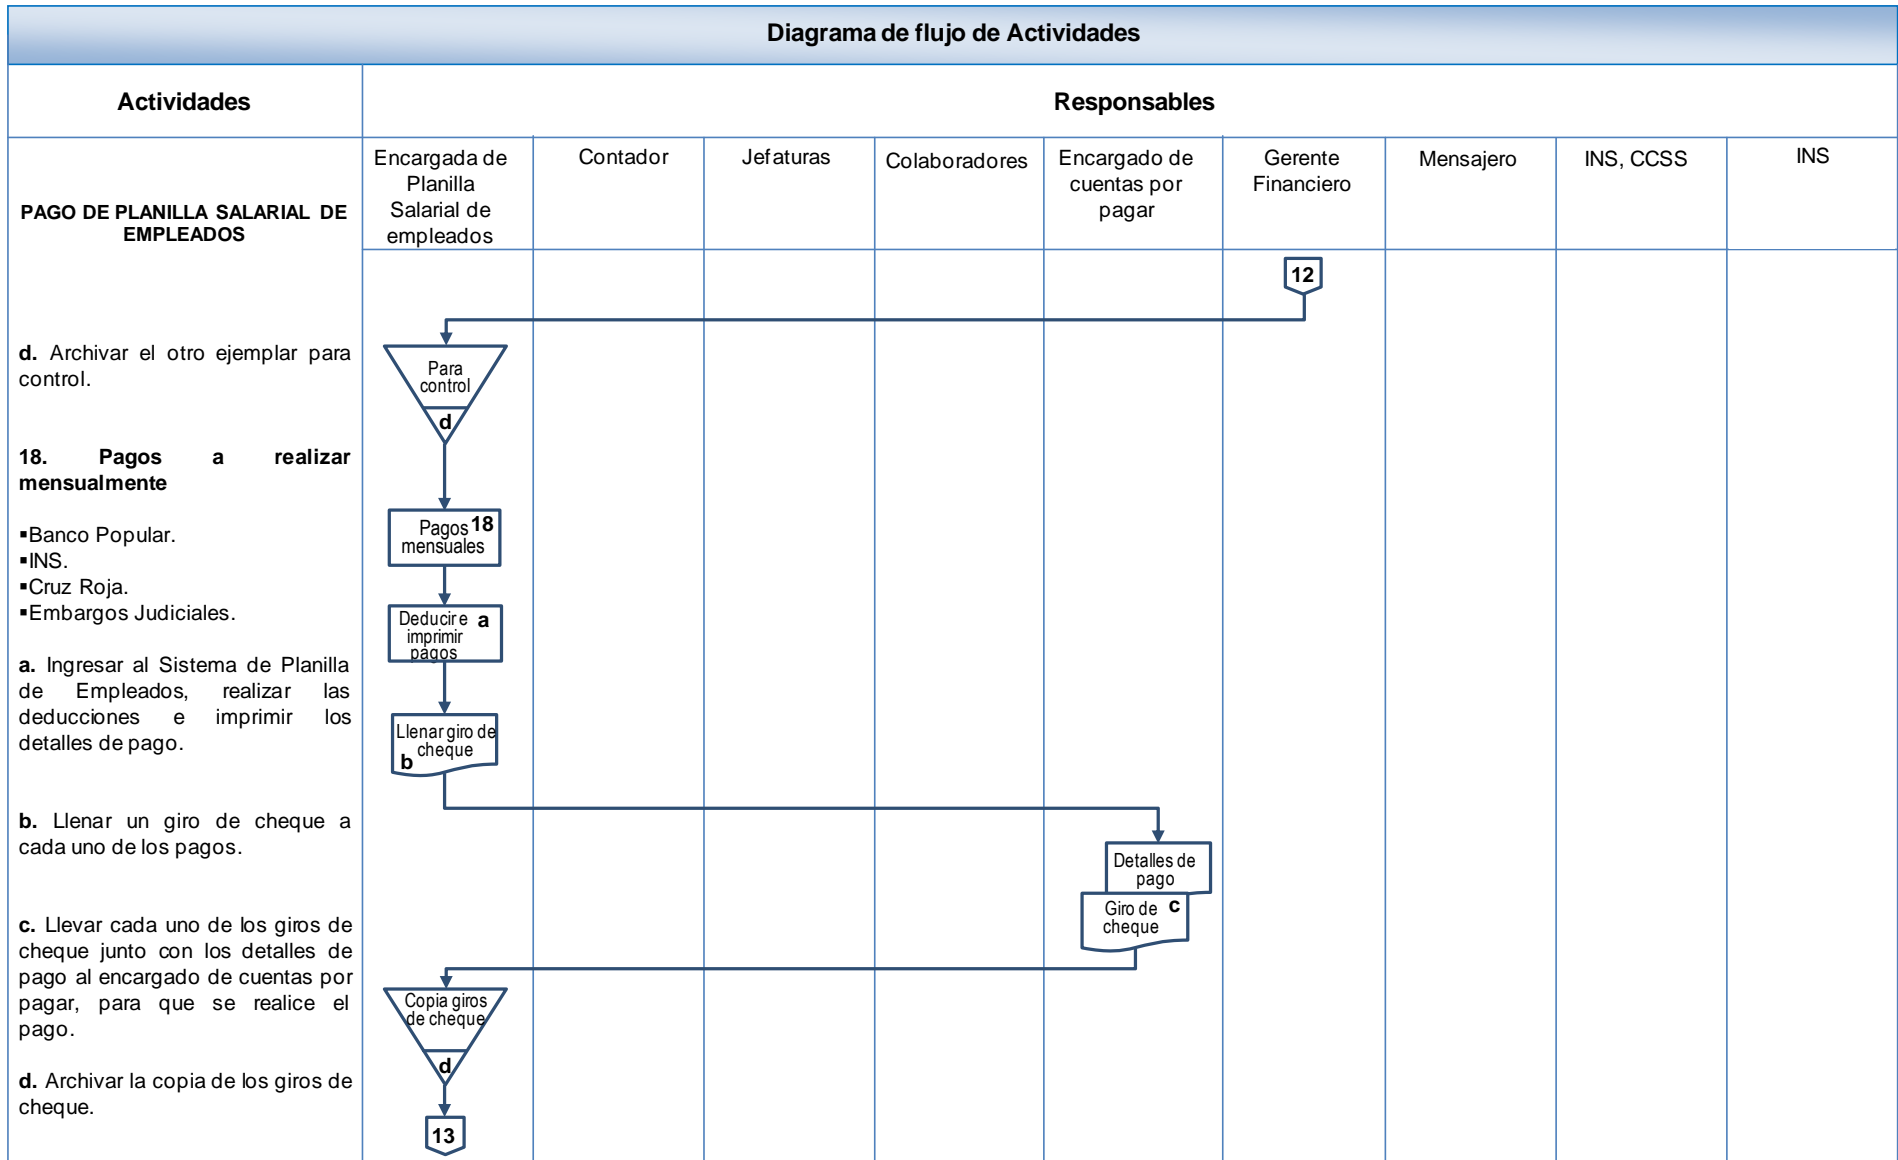 Diagrama de flujo de Actividades
Actividades
Responsables
PAGO DE PLANILLA SALARIAL DE
EMPLEADOS
Encargada de
Planilla
Salarial de
empleados
Contador
Jefaturas
Colaboradores
Encargado de
cuentas por
pagar
Gerente
Financiero
Mensajero
INS, CCSS
INS
12
d. Archivar el otro ejemplar para
control.
Para
control
d
18. Pagos a realizar
mensualmente
▪Banco Popular.
▪INS.
▪Cruz Roja.
▪Embargos Judiciales.
Pagos 18
mensuales
Deducir e a
imprimir
pagos
a. Ingresar al Sistema de Planilla
de Empleados, realizar las
deducciones e imprimir los
detalles de pago.
Llenar giro de
cheque
b
b. Llenar un giro de cheque a
cada uno de los pagos.
Detalles de
pago
Giro de c
cheque
c. Llevar cada uno de los giros de
cheque junto con los detalles de
pago al encargado de cuentas por
pagar, para que se realice el
pago.
Copia giros
de cheque
d
d. Archivar la copia de los giros de
cheque.
13